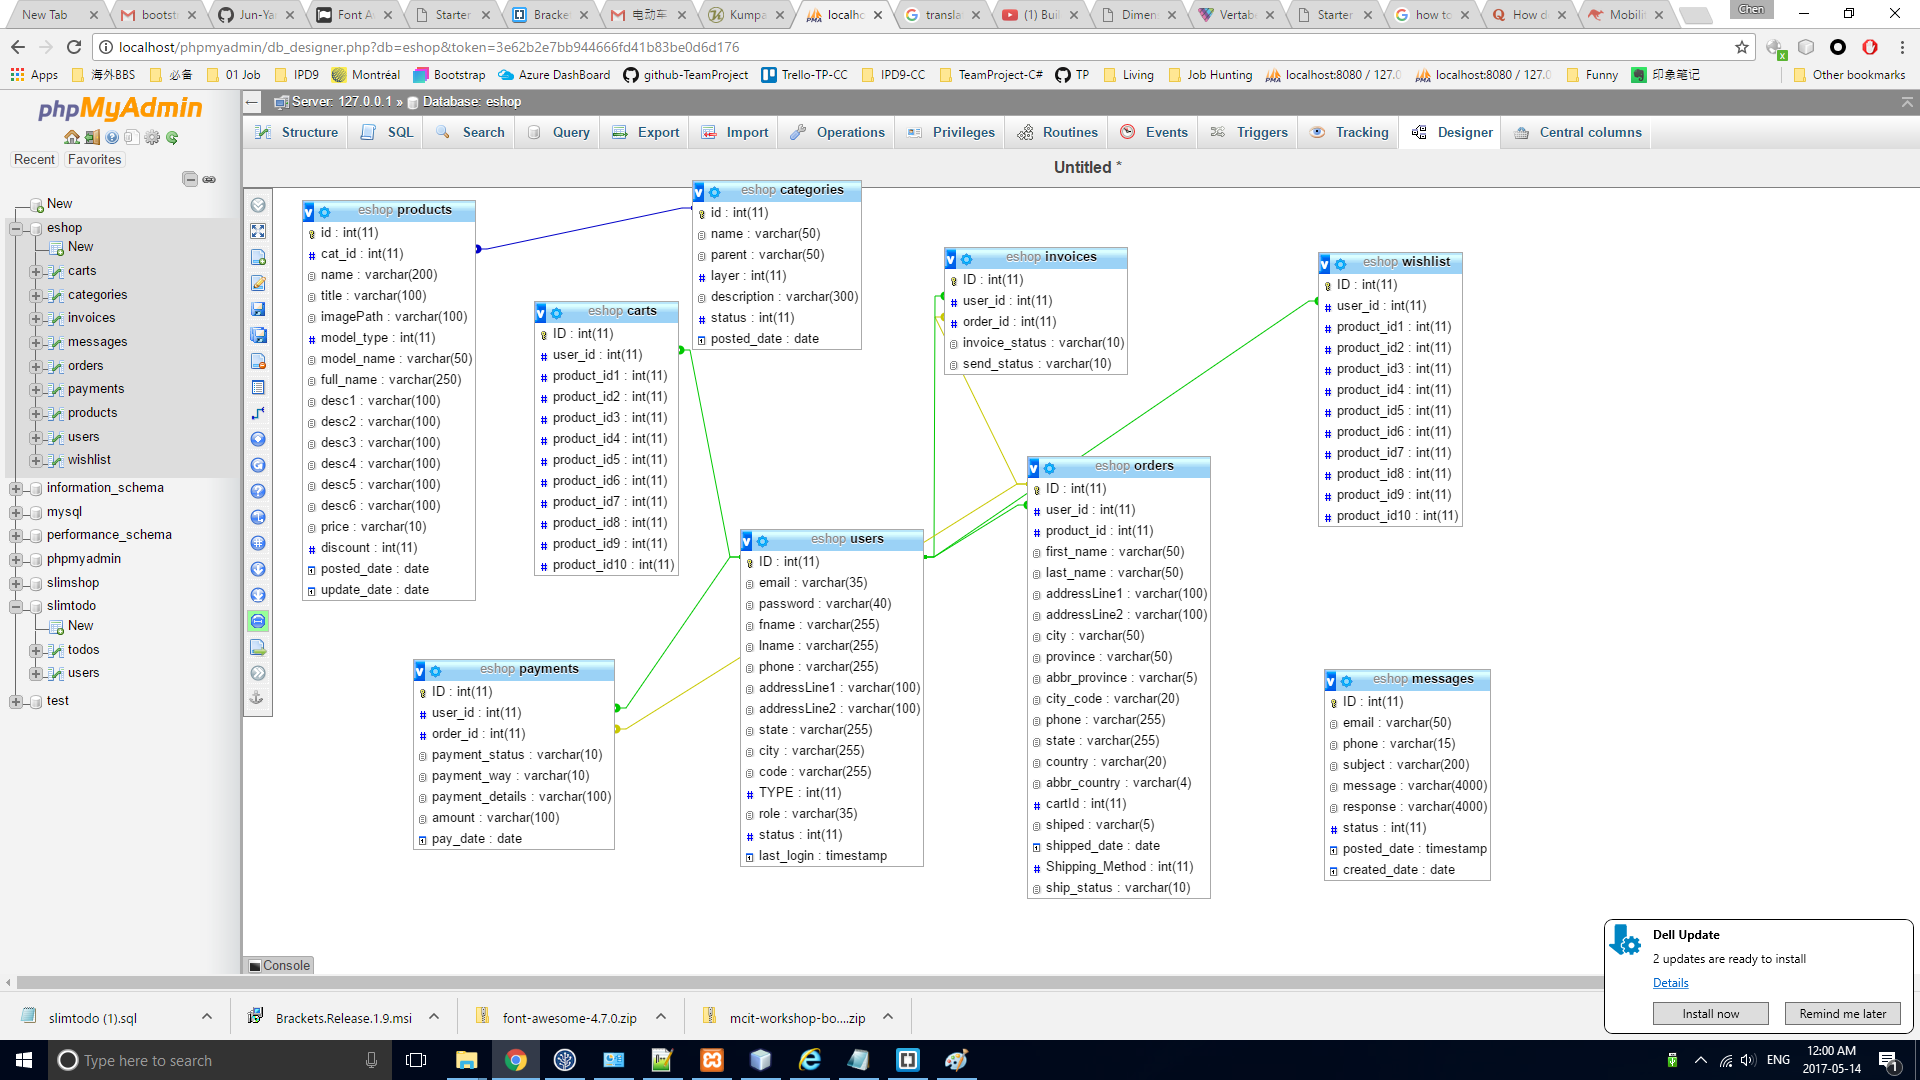 New Tab
bootst
Jun-Ya
Font A
Starter
Bracke
电动车
Kumpa
localho
transla
(1) Bui
Dimen
Vertab
Starter
how to
How d
Mobilit
Chen
localhost/phpmyadmin/db_designer.php?db=eshop&token=3e62b2e7bb944666fd41b83be0d6d176
Apps
海外BBS
必备
01 Job
IPD9
Montréal
Bootstrap
Azure DashBoard
github-TeamProject
Trello-TP-CC
IPD9-CC
TeamProject-C#
TP
Living
Job Hunting
localhost:8080 / 127.0
localhost:8080 / 127.0
Funny
印象笔记
Other bookmarks
phpMyAdmin
Recent
Favorites
New
eshop
New
carts
categories
invoices
messages
orders
payments
products
users
wishlist
information_schema
mysql
performance_schema
phpmyadmin
slimshop
slimtodo
New
todos
users
test
Server: 127.0.0.1 » Database: eshop
Structure
SQL
Search
Query
Export
Import
Operations
Privileges
Routines
Events
Triggers
Tracking
Designer
Central columns
Untitled *
eshop products
id : int(11)
cat_id : int(11)
name : varchar(200)
title : varchar(100)
imagePath : varchar(100)
model_type : int(11)
model_name : varchar(50)
full_name : varchar(250)
desc1 : varchar(100)
desc2 : varchar(100)
desc3 : varchar(100)
desc4 : varchar(100)
desc5 : varchar(100)
desc6 : varchar(100)
price : varchar(10)
discount : int(11)
posted_date : date
update_date : date
eshop carts
ID : int(11)
user_id : int(11)
product_id1 : int(11)
product_id2 : int(11)
product_id3 : int(11)
product_id4 : int(11)
product_id5 : int(11)
product_id6 : int(11)
product_id7 : int(11)
product_id8 : int(11)
product_id9 : int(11)
product_id10 : int(11)
eshop categories
id : int(11)
name : varchar(50)
parent : varchar(50)
layer : int(11)
description : varchar(300)
status : int(11)
posted_date : date
eshop invoices
ID : int(11)
user_id : int(11)
order_id : int(11)
invoice_status : varchar(10)
send_status : varchar(10)
eshop wishlist
ID : int(11)
user_id : int(11)
product_id1 : int(11)
product_id2 : int(11)
product_id3 : int(11)
product_id4 : int(11)
product_id5 : int(11)
product_id6 : int(11)
product_id7 : int(11)
product_id8 : int(11)
product_id9 : int(11)
product_id10 : int(11)
eshop payments
ID : int(11)
user_id : int(11)
order_id : int(11)
payment_status : varchar(10)
payment_way : varchar(10)
payment_details : varchar(100)
amount : varchar(100)
pay_date : date
eshop users
ID : int(11)
email : varchar(35)
password : varchar(40)
fname : varchar(255)
lname : varchar(255)
phone : varchar(255)
addressLine1 : varchar(100)
addressLine2 : varchar(100)
state : varchar(255)
city : varchar(255)
code : varchar(255)
TYPE : int(11)
role : varchar(35)
status : int(11)
last_login : timestamp
eshop orders
ID : int(11)
user_id : int(11)
product_id : int(11)
first_name : varchar(50)
last_name : varchar(50)
addressLine1 : varchar(100)
addressLine2 : varchar(100)
city : varchar(50)
province : varchar(50)
abbr_province : varchar(5)
city_code : varchar(20)
phone : varchar(255)
state : varchar(255)
country : varchar(20)
abbr_country : varchar(4)
cartId : int(11)
shiped : varchar(5)
shipped_date : date
Shipping_Method : int(11)
ship_status : varchar(10)
eshop messages
ID : int(11)
email : varchar(50)
phone : varchar(15)
subject : varchar(200)
message : varchar(4000)
response : varchar(4000)
status : int(11)
posted_date : timestamp
created_date : date
Console
Dell Update
2 updates are ready to install
Details
Install now
Remind me later
slimtodo (1).sql
Brackets.Release.1.9.msi
font-awesome-4.7.0.zip
mcit-workshop-bo....zip
Type here to search
ENG
12:00 AM
2017-05-14
1